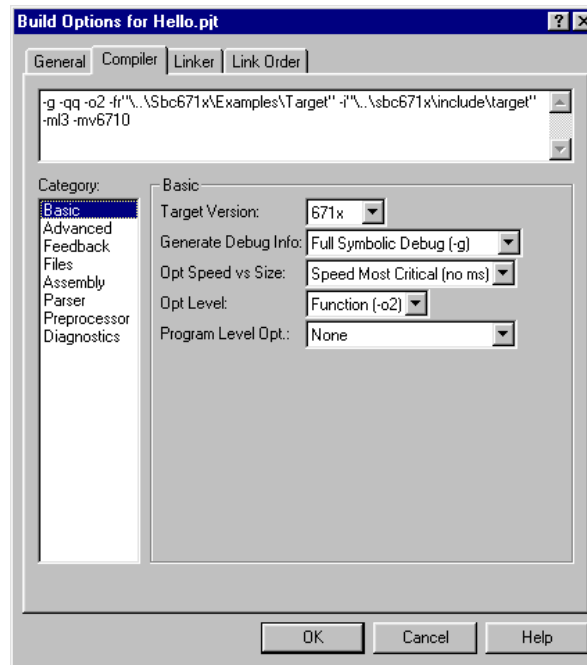 Build Options for Hello.pjt
General Compiler Linker Link Order
-g -qq -o2 -fr"\..\Sbc671x\Examples\Target" -i"\..\sbc671x\include\target"
-ml3 -mv6710
Category:
Basic
Advanced
Feedback
Files
Assembly
Parser
Preprocessor
Diagnostics
Basic
Target Version: 671x
Generate Debug Info: Full Symbolic Debug (-g)
Opt Speed vs Size: Speed Most Critical (no ms)
Opt Level: Function (-o2)
Program Level Opt.: None
OK Cancel Help